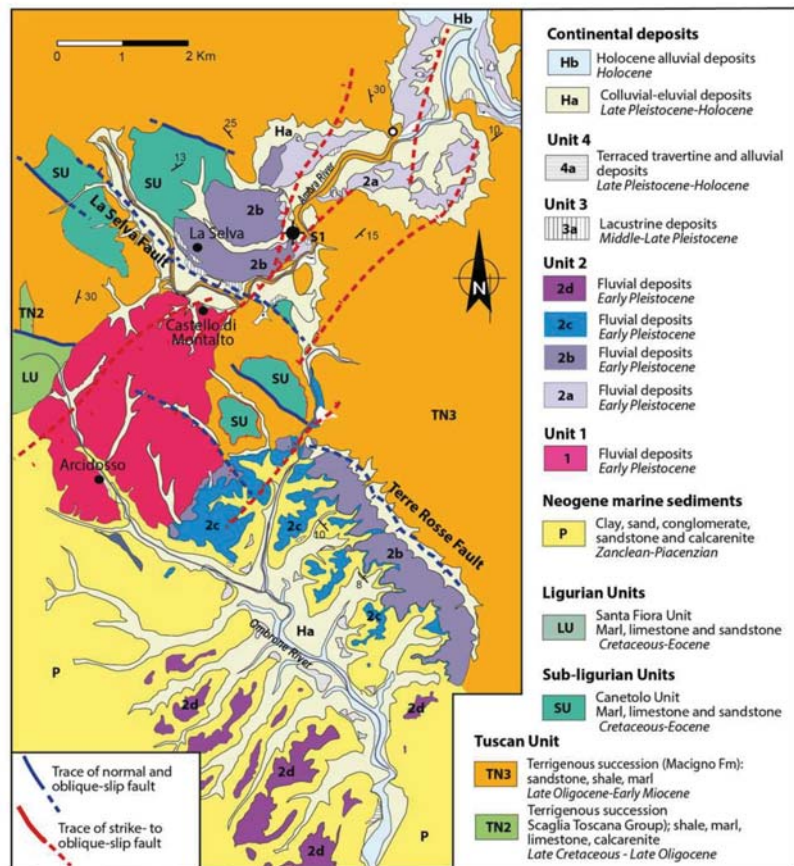 0 1 2 Km
Hb
30
25
Ha
10
13
SU
SU
2a
Ambra River
2b
La Selva Fault
La Selva
S1
15
2b
N
TN2
30
Castello di
Montalto
LU
SU
SU
TN3
Arcidosso
2c
2c
Terre Rosse Fault
10
2b
8
2c
Ha
Ombrone River
P
2d
2d
2d
2d
P
Trace of normal and
oblique-slip fault
Trace of strike- to
oblique-slip fault
Continental deposits
Hb Holocene alluvial deposits
Holocene
Ha Colluvial-eluvial deposits
Late Pleistocene-Holocene
Unit 4
4a Terraced travertine and alluvial
deposits
Late Pleistocene-Holocene
Unit 3
3a Lacustrine deposits
Middle-Late Pleistocene
Unit 2
2d Fluvial deposits
Early Pleistocene
2c Fluvial deposits
Early Pleistocene
2b Fluvial deposits
Early Pleistocene
2a Fluvial deposits
Early Pleistocene
Unit 1
1 Fluvial deposits
Early Pleistocene
Neogene marine sediments
P Clay, sand, conglomerate,
sandstone and calcarenite
Zanclean-Piacenzian
Ligurian Units
LU Santa Fiora Unit
Marl, limestone and sandstone
Cretaceous-Eocene
Sub-ligurian Units
SU Canetolo Unit
Marl, limestone and sandstone
Cretaceous-Eocene
Tuscan Unit
TN3 Terrigenous succession (Macigno Fm):
sandstone, shale, marl
Late Oligocene-Early Miocene
TN2 Terrigenous succession
Scaglia Toscana Group); shale, marl,
limestone, calcarenite
Late Cretaceous - Late Oligocene